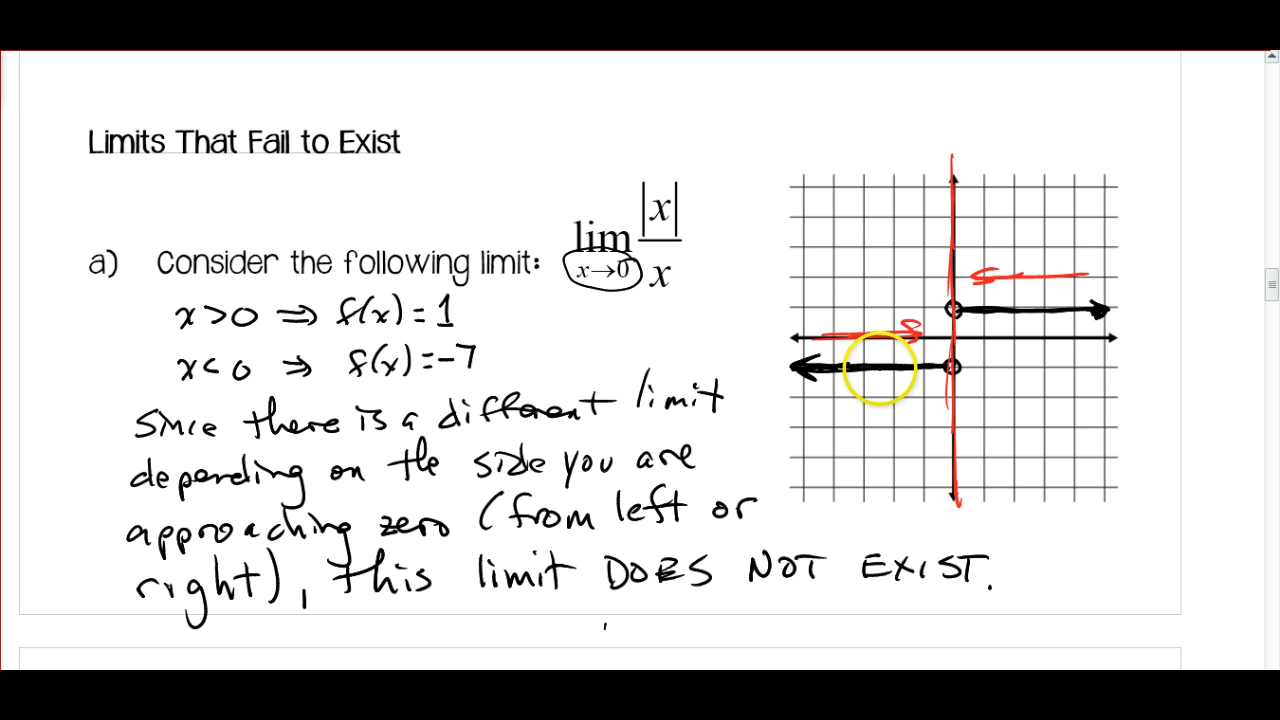 Limits That Fail to Exist
a) Consider the following limit: lim x→0 |x|/x
x>0 ⇒ f(x)=1
x<0 ⇒ f(x)=-7
Since there is a different limit
depending on the side you are
approaching zero (from left or
right), this limit DOES NOT EXIST.